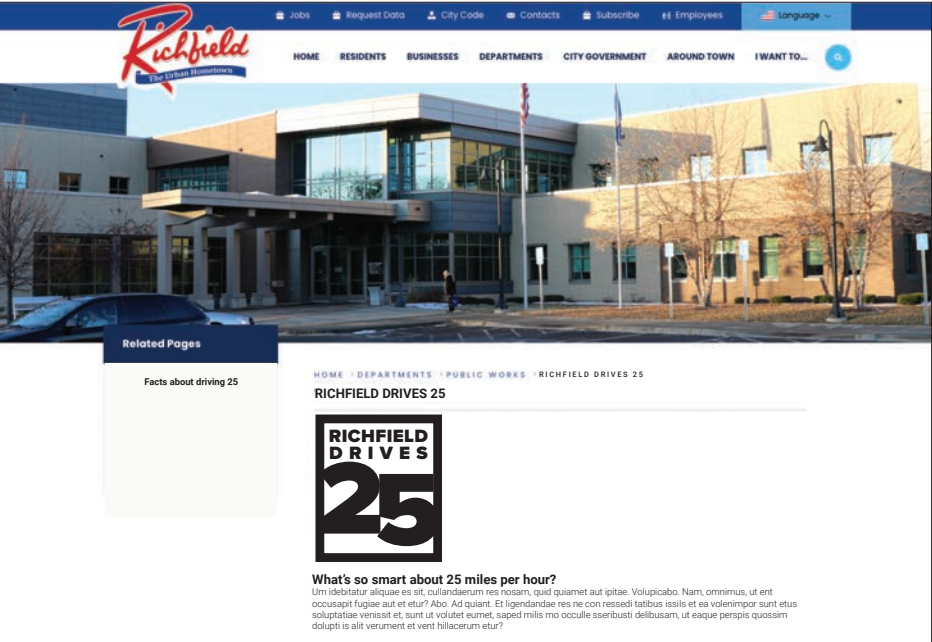 Jobs Request Data City Code Contacts Subscribe Employees Language
Richfield
The Urban Hometown
HOME RESIDENTS BUSINESSES DEPARTMENTS CITY GOVERNMENT AROUND TOWN I WANT TO...
Related Pages
Facts about driving 25
HOME DEPARTMENTS PUBLIC WORKS RICHFIELD DRIVES 25
RICHFIELD DRIVES 25
RICHFIELD
DRIVES
25
What's so smart about 25 miles per hour?
Um idebitatur aliquae es sit, cullandaerum res nosam, quid quiamet aut ipitae. Volupicabo. Nam, omnimus, ut ent
occusapit fugiae aut et etur? Abo. Ad quiant. Et ligendandae res ne con ressedi tatibus issils et ea volenimpor sunt etus
soluptatiae venissit et, sunt ut volutet eumet, saped milis mo occulle sseribusti delibusam, ut eaque perspis quossim
dolupti is alit verument et vent hillacerum etur?